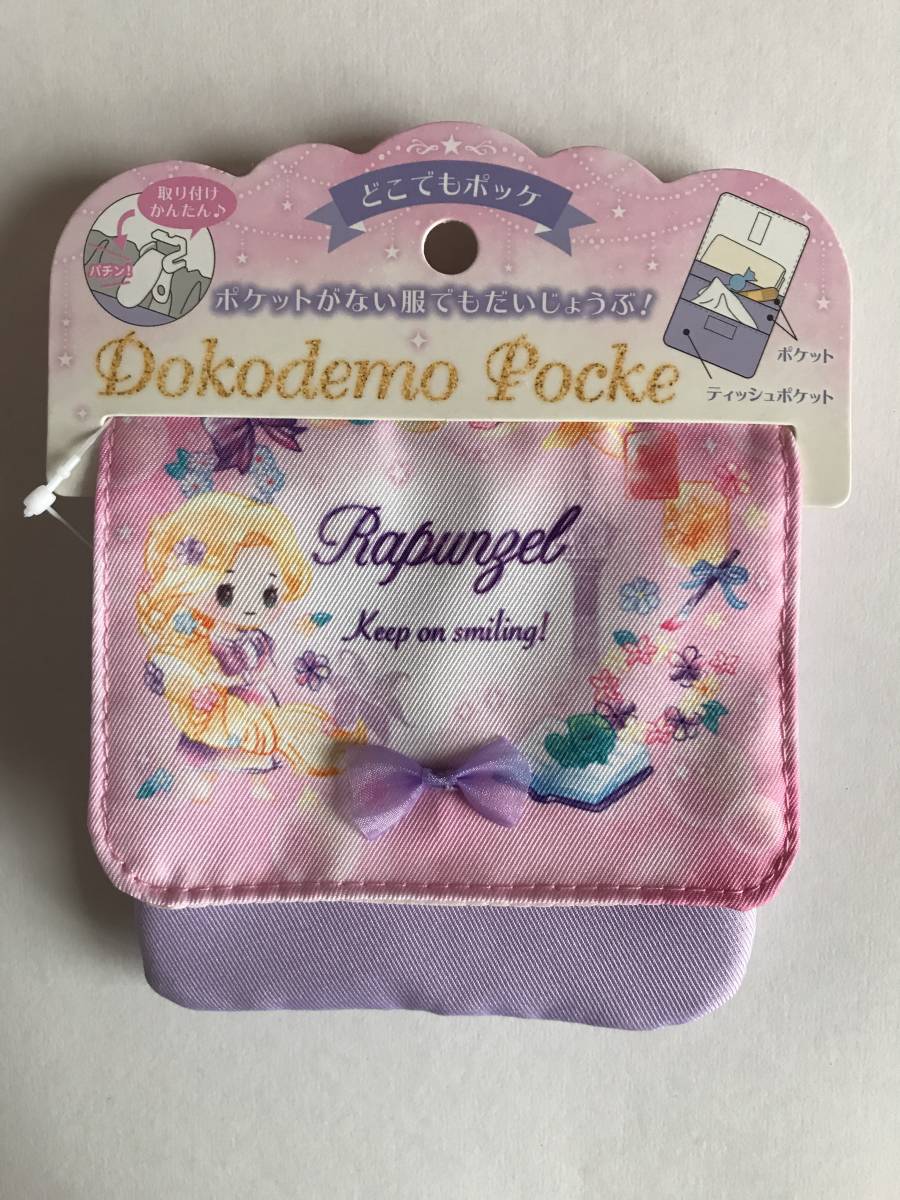 どこでもポッケ
取り付け
かんたん♪
パチン!
ポケットがない服でもだいじょうぶ!
Dokodemo Pocke
ポケット
ティッシュポケット
Rapunzel
Keep on smiling!